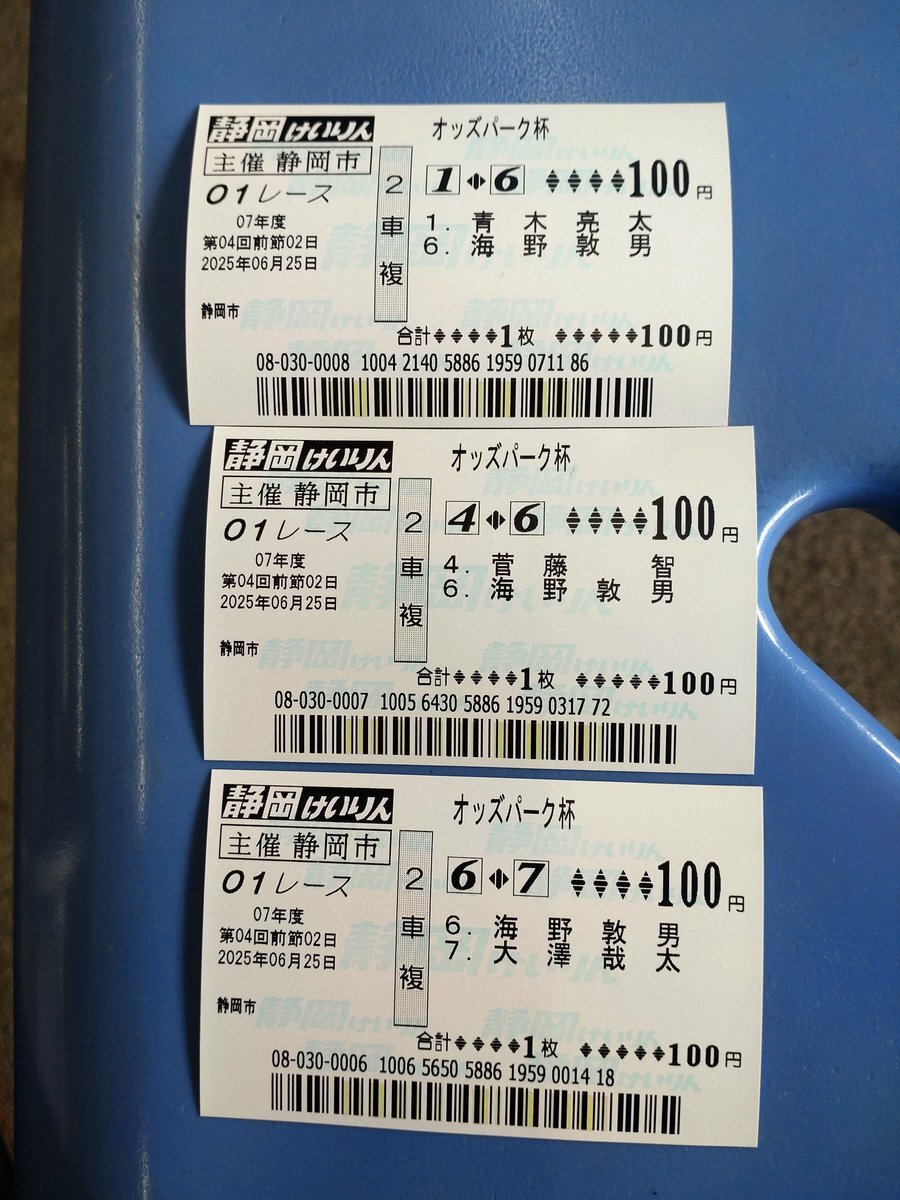 静岡けいりん オッズパーク杯
主催 静岡市
01レース
07年度
第04回前節02日
2025年06月25日
静岡市
2車複
1 6 100円
1. 青木亮太
6. 海野敦男
合計 1枚 100円
08-030-0008 1004 2140 5886 1959 0711 86
静岡けいりん オッズパーク杯
主催 静岡市
01レース
07年度
第04回前節02日
2025年06月25日
静岡市
2車複
4 6 100円
4. 菅藤 智
6. 海野敦男
合計 1枚 100円
08-030-0007 1005 6430 5886 1959 0317 72
静岡けいりん オッズパーク杯
主催 静岡市
01レース
07年度
第04回前節02日
2025年06月25日
静岡市
2車複
6 7 100円
6. 海野敦男
7. 大澤哉太
合計 1枚 100円
08-030-0006 1006 5650 5886 1959 0014 18